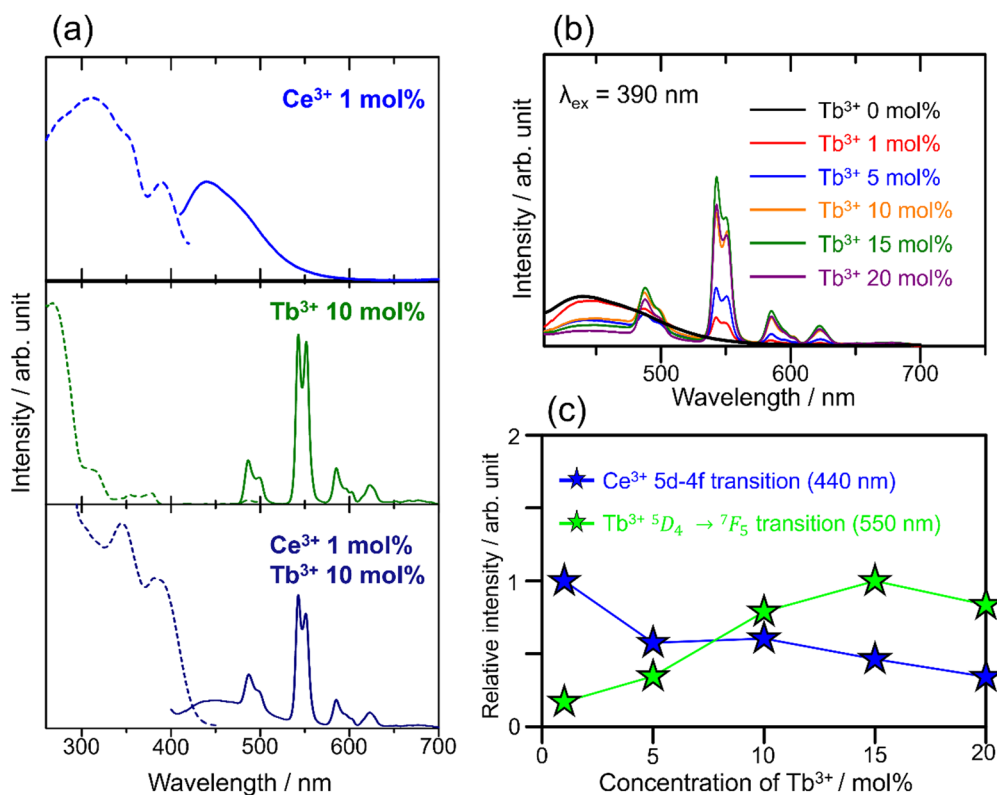 (a)
Ce³⁺ 1 mol%
Tb³⁺ 10 mol%
Ce³⁺ 1 mol%
Tb³⁺ 10 mol%
Intensity / arb. unit
300 400 500 600 700
Wavelength / nm
(b)
λex = 390 nm
Tb³⁺ 0 mol%
Tb³⁺ 1 mol%
Tb³⁺ 5 mol%
Tb³⁺ 10 mol%
Tb³⁺ 15 mol%
Tb³⁺ 20 mol%
Intensity / arb. unit
500 600 700
Wavelength / nm
(c)
2
Ce³⁺ 5d-4f transition (440 nm)
Tb³⁺ ⁵D₄ → ⁷F₅ transition (550 nm)
1
0
Relative intensity / arb. unit
0 5 10 15 20
Concentration of Tb³⁺ / mol%